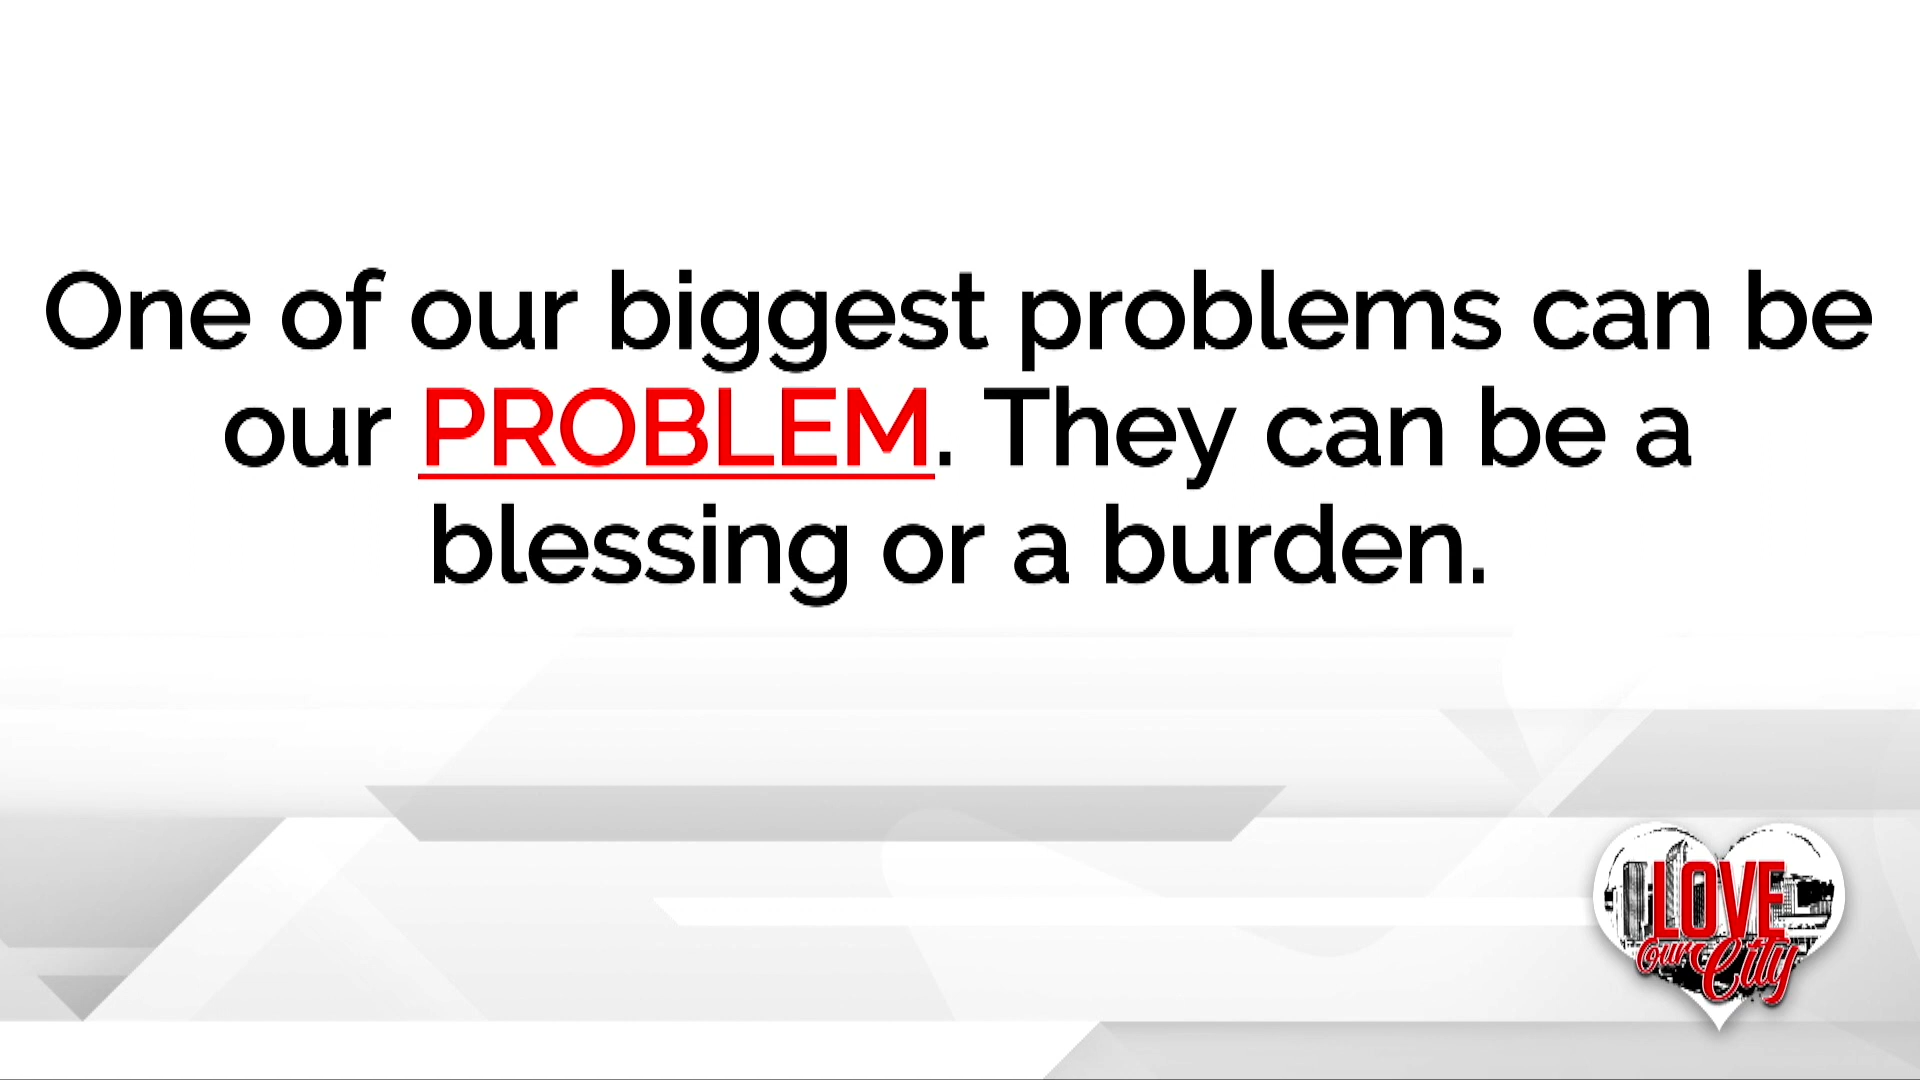 One of our biggest problems can be
our PROBLEM. They can be a
blessing or a burden.
LOVE
Our City